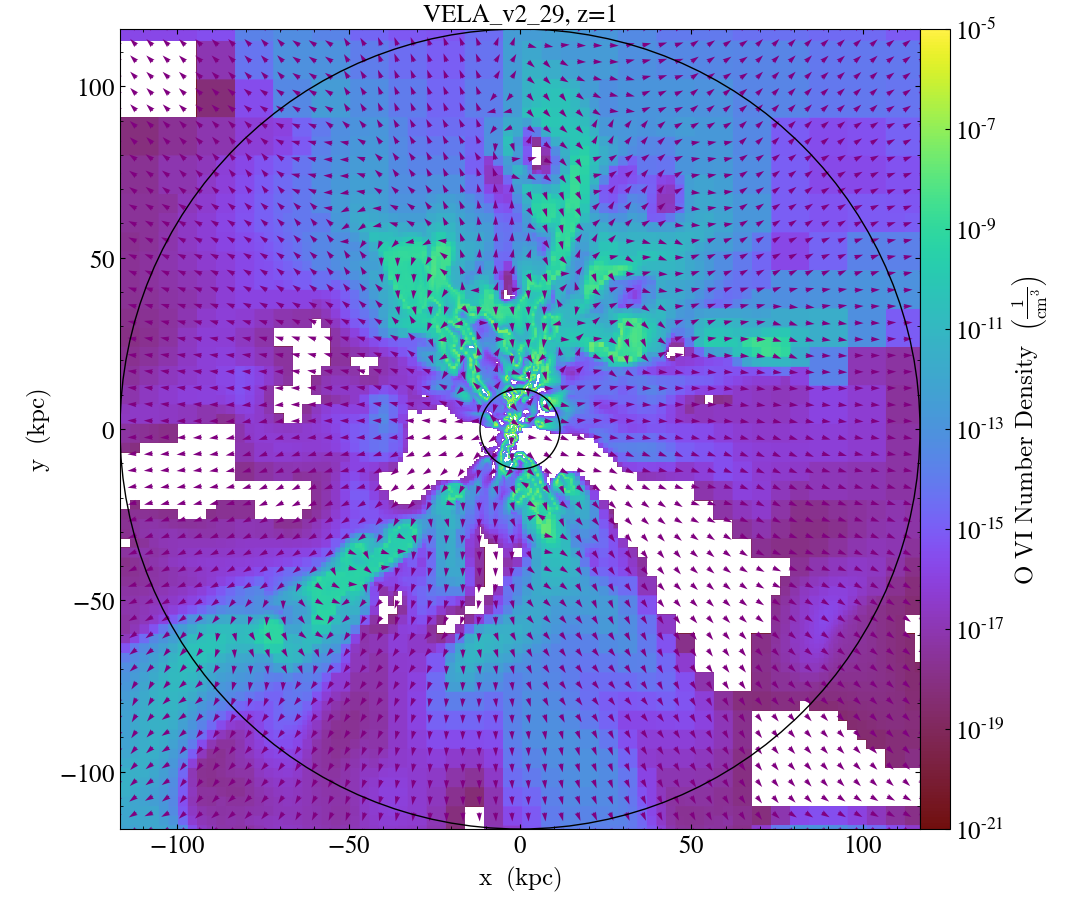 VELA_v2_29, z=1
100
50
0
−50
−100
y (kpc)
−100 −50 0 50 100
x (kpc)
10^-5
10^-7
10^-9
10^-11
10^-13
10^-15
10^-17
10^-19
10^-21
O VI Number Density (1/cm^3)